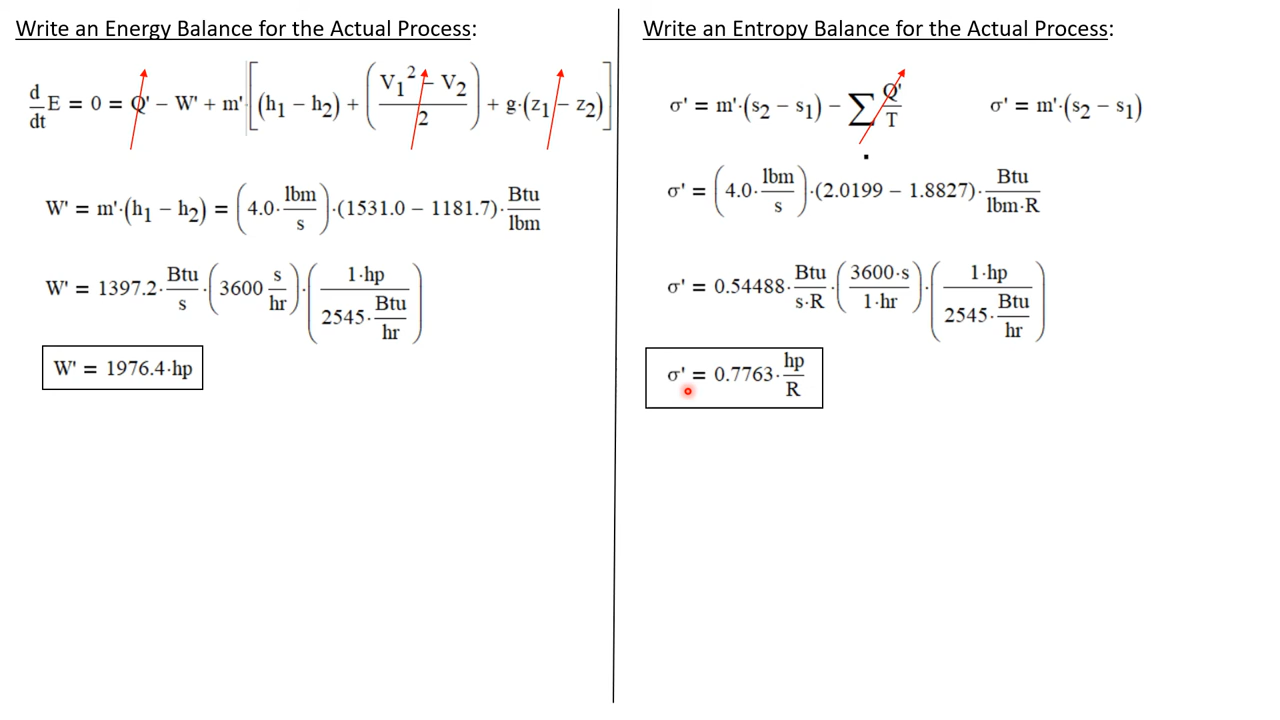 Write an Energy Balance for the Actual Process:
d/dt E = 0 = Q' − W' + m'·[(h₁ − h₂) + ((V₁² − V₂)/2) + g·(z₁ − z₂)]
W' = m'·(h₁ − h₂) = (4.0·lbm/s)·(1531.0 − 1181.7)·Btu/lbm
W' = 1397.2·Btu/s·(3600 s/hr)·(1·hp/(2545·Btu/hr))
W' = 1976.4·hp
Write an Entropy Balance for the Actual Process:
σ' = m'·(s₂ − s₁) − ∑ Q'/T σ' = m'·(s₂ − s₁)
σ' = (4.0·lbm/s)·(2.0199 − 1.8827)·Btu/(lbm·R)
σ' = 0.54488·Btu/(s·R)·(3600·s/(1·hr))·(1·hp/(2545·Btu/hr))
σ' = 0.7763·hp/R